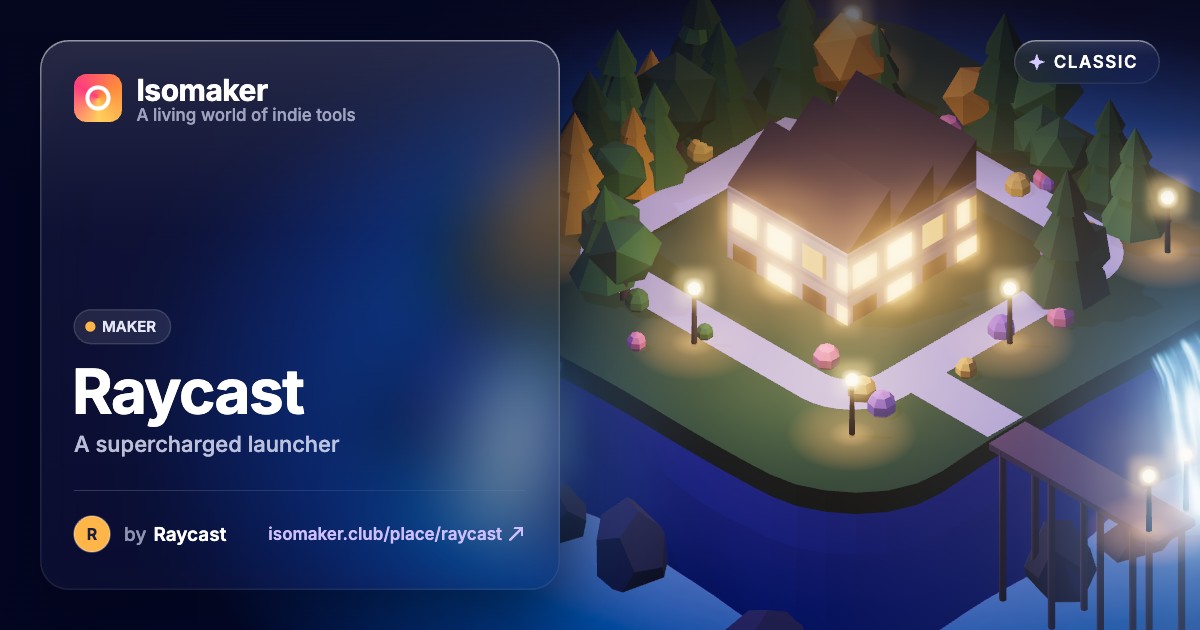 Isomaker
A living world of indie tools
CLASSIC
MAKER
Raycast
A supercharged launcher
R
by Raycast
isomaker.club/place/raycast ↗